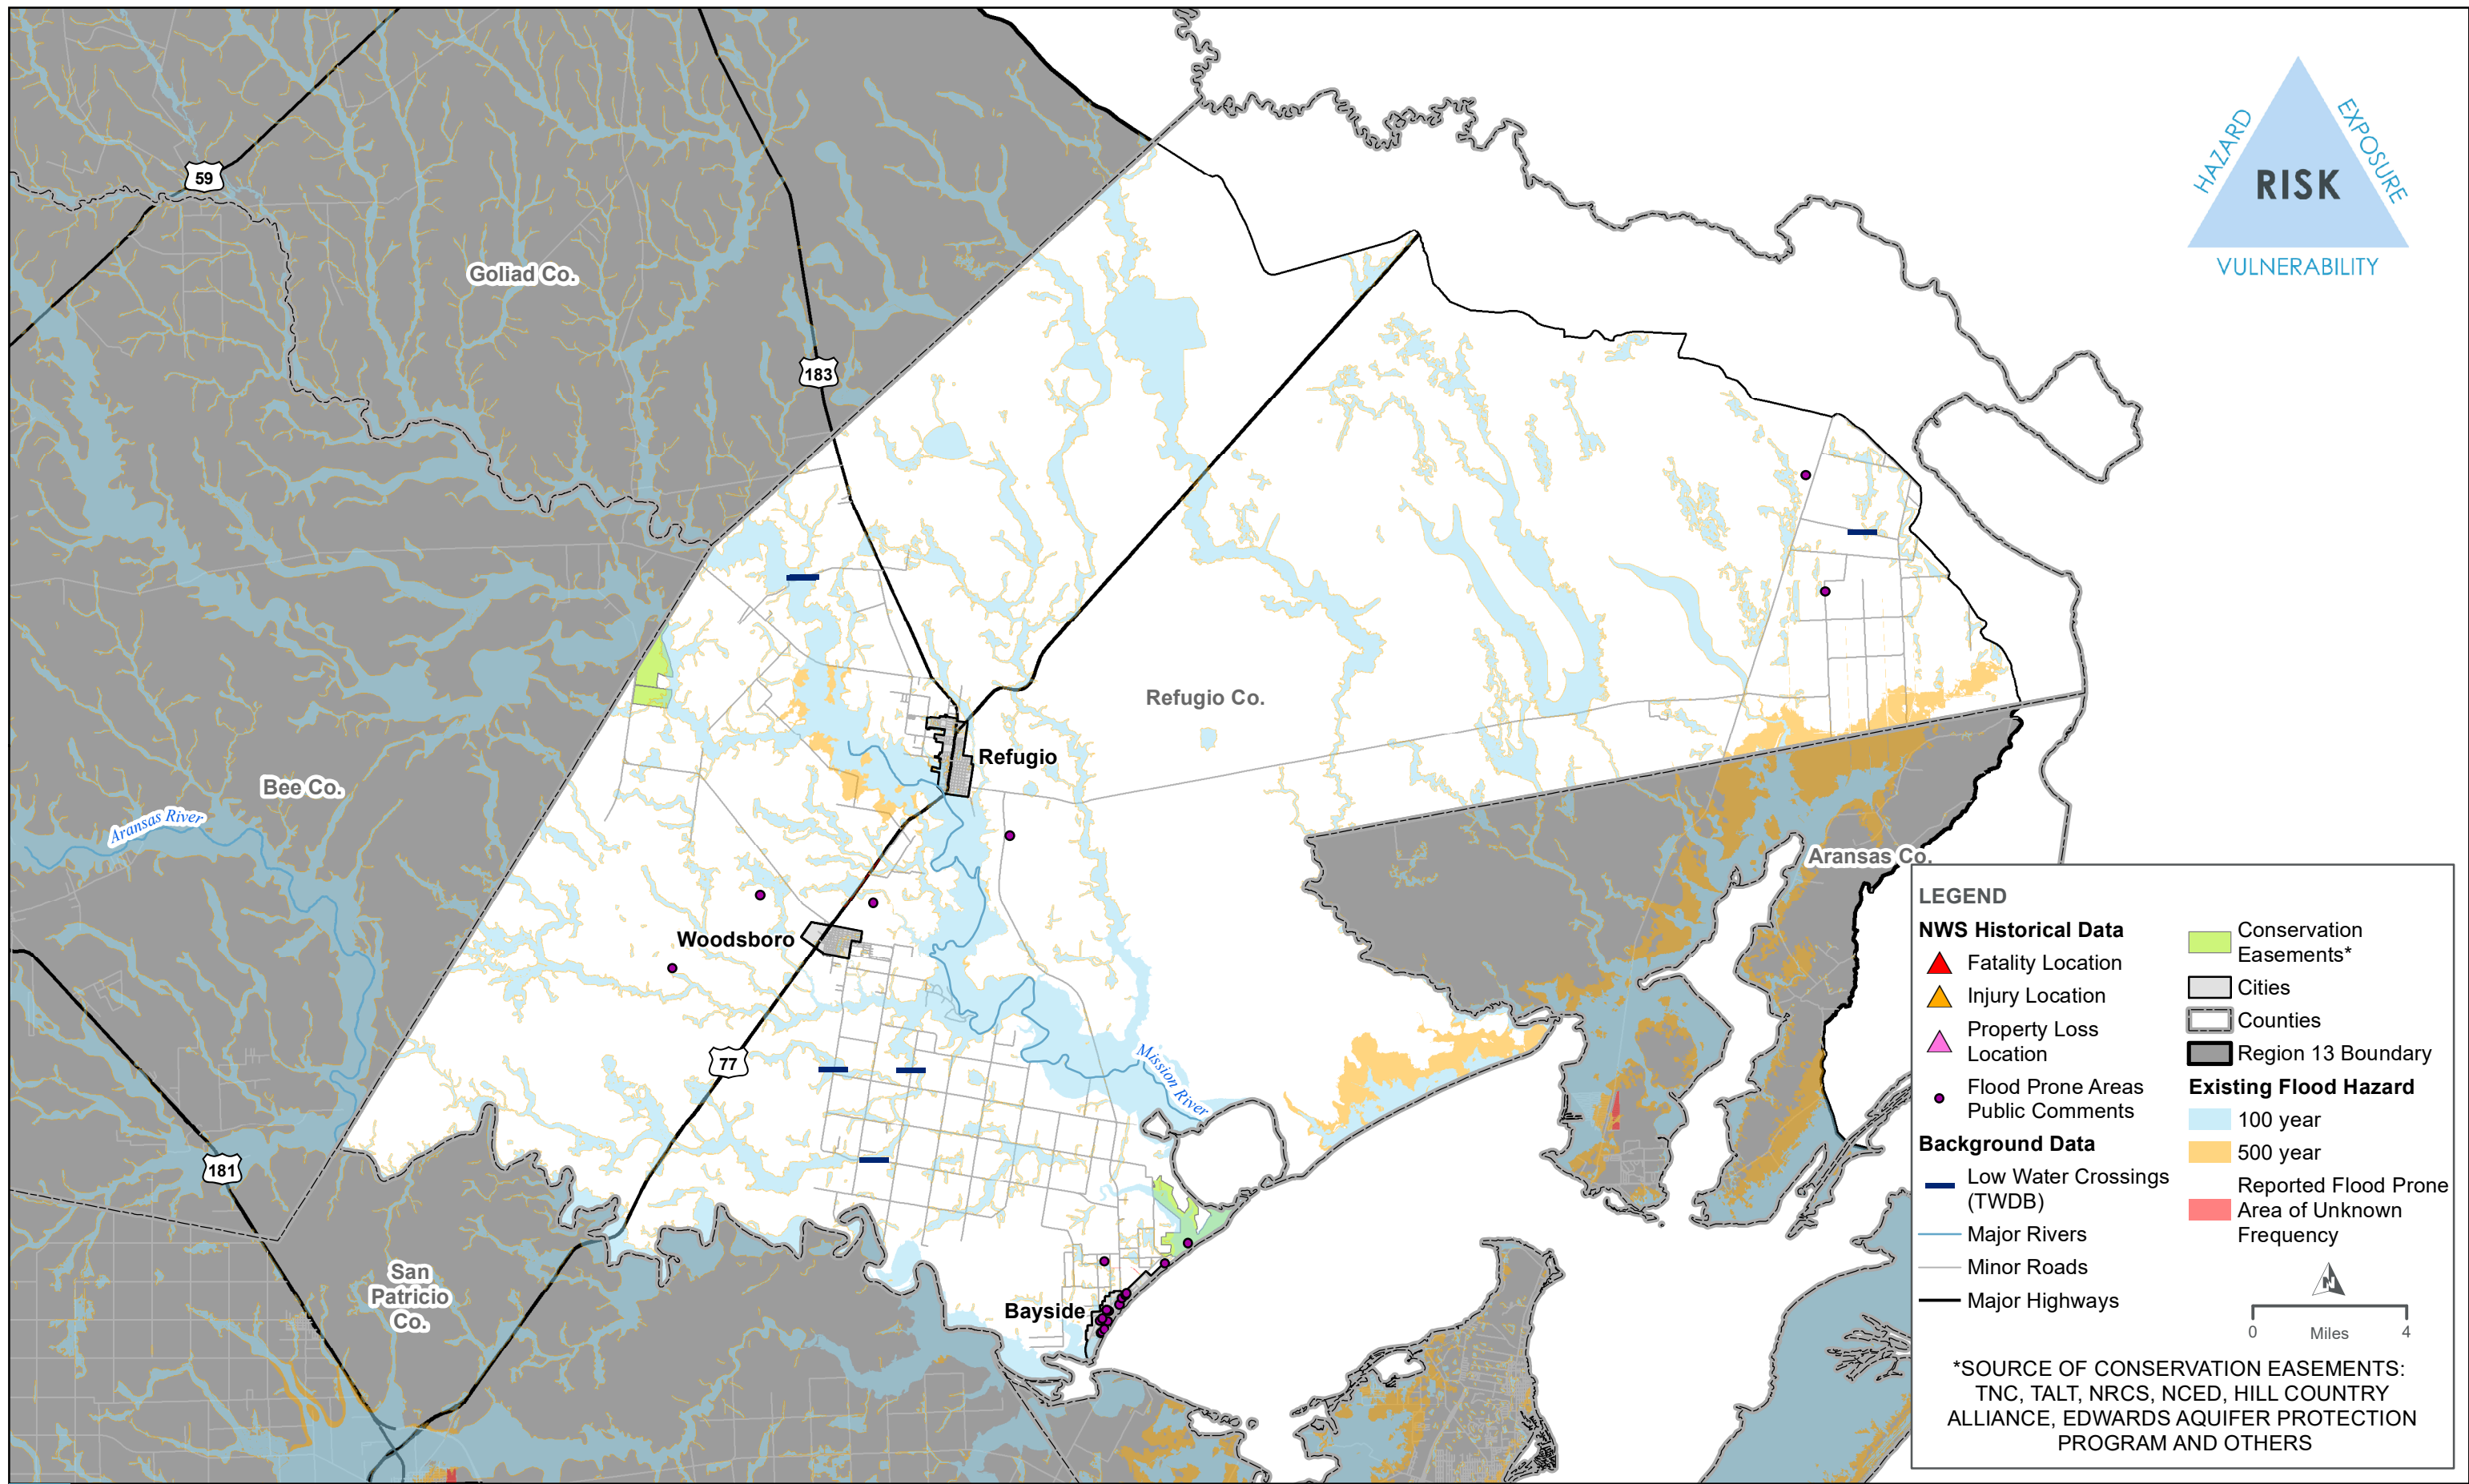 59
Goliad Co.
183
HAZARD
EXPOSURE
RISK
VULNERABILITY
Refugio Co.
Refugio
Bee Co.
Aransas River
Aransas Co.
Woodsboro
77
Mission River
181
San
Patricio
Co.
Bayside
LEGEND
NWS Historical Data
Fatality Location
Injury Location
Property Loss
Location
Flood Prone Areas
Public Comments
Background Data
Low Water Crossings
(TWDB)
Major Rivers
Minor Roads
Major Highways
Conservation
Easements*
Cities
Counties
Region 13 Boundary
Existing Flood Hazard
100 year
500 year
Reported Flood Prone
Area of Unknown
Frequency
N
0 Miles 4
*SOURCE OF CONSERVATION EASEMENTS:
TNC, TALT, NRCS, NCED, HILL COUNTRY
ALLIANCE, EDWARDS AQUIFER PROTECTION
PROGRAM AND OTHERS